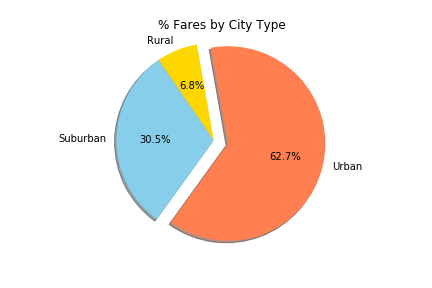 % Fares by City Type
Rural
6.8%
Suburban
30.5%
62.7%
Urban